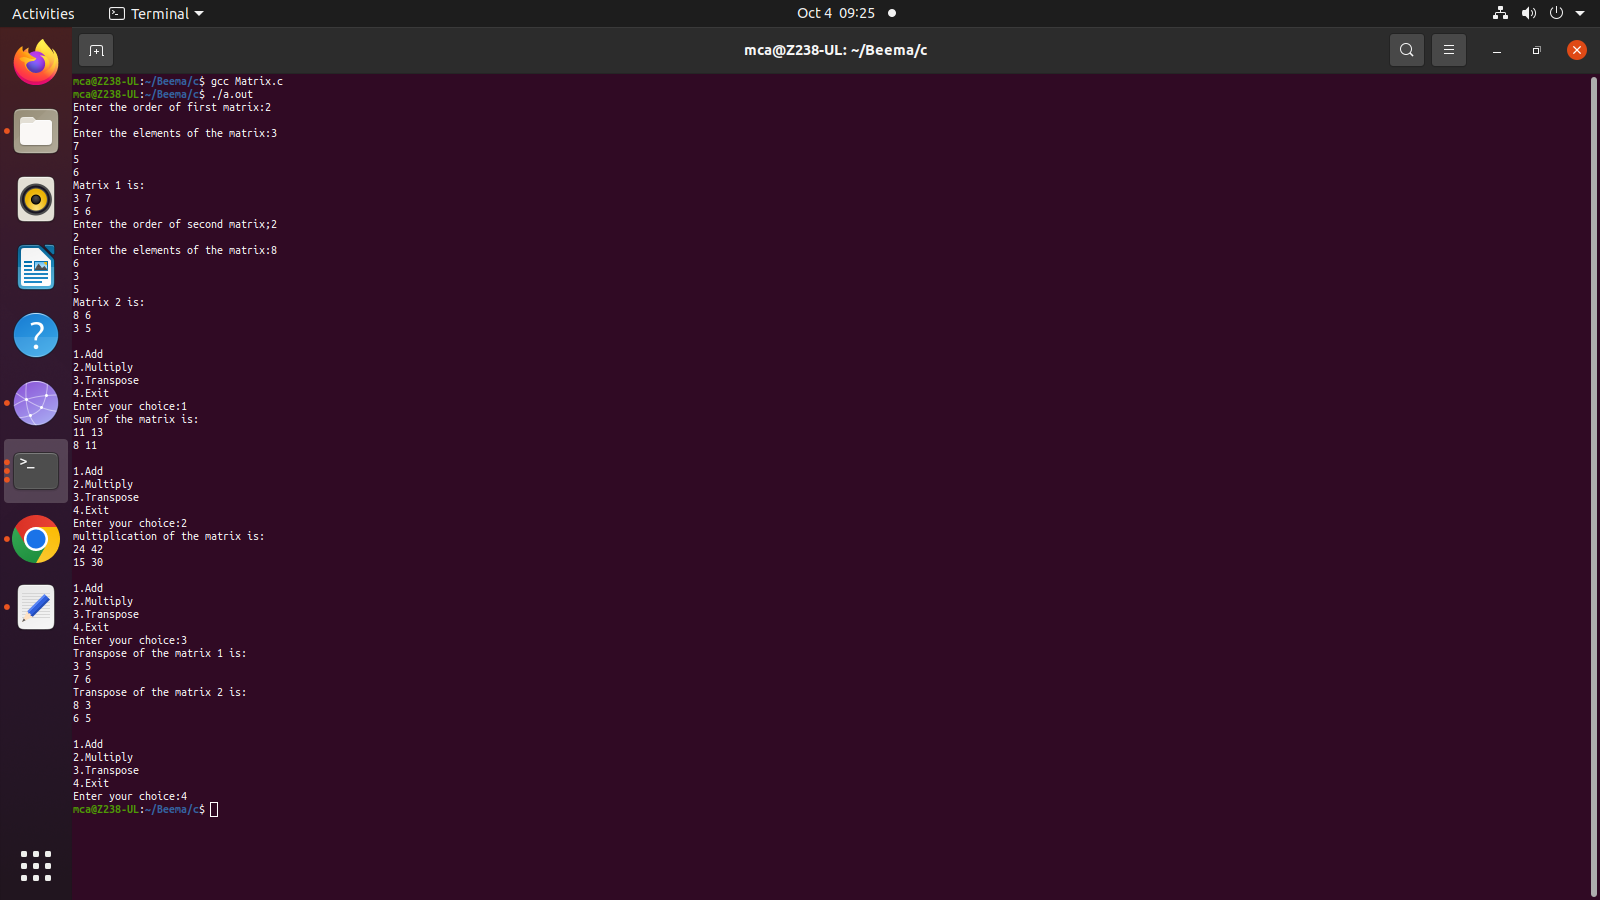 Activities
Terminal
Oct 4 09:25
mca@Z238-UL: ~/Beema/c
mca@Z238-UL:~/Beema/c$ gcc Matrix.c
mca@Z238-UL:~/Beema/c$ ./a.out
Enter the order of first matrix:2
2
Enter the elements of the matrix:3
7
5
6
Matrix 1 is:
3 7
5 6
Enter the order of second matrix;2
2
Enter the elements of the matrix:8
6
3
5
Matrix 2 is:
8 6
3 5
1.Add
2.Multiply
3.Transpose
4.Exit
Enter your choice:1
Sum of the matrix is:
11 13
8 11
1.Add
2.Multiply
3.Transpose
4.Exit
Enter your choice:2
multiplication of the matrix is:
24 42
15 30
1.Add
2.Multiply
3.Transpose
4.Exit
Enter your choice:3
Transpose of the matrix 1 is:
3 5
7 6
Transpose of the matrix 2 is:
8 3
6 5
1.Add
2.Multiply
3.Transpose
4.Exit
Enter your choice:4
mca@Z238-UL:~/Beema/c$